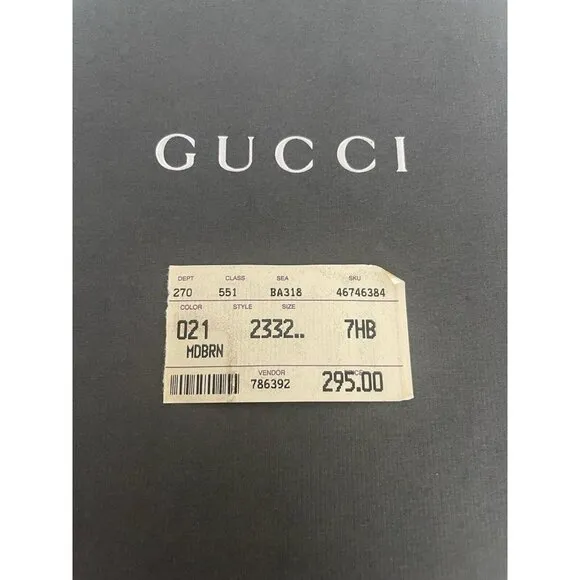 GUCCI
DEPT CLASS SEA SKU
270 551 BA318 46746384
COLOR STYLE SIZE
021 2332.. 7HB
MDBRN
VENDOR
786392 295.00